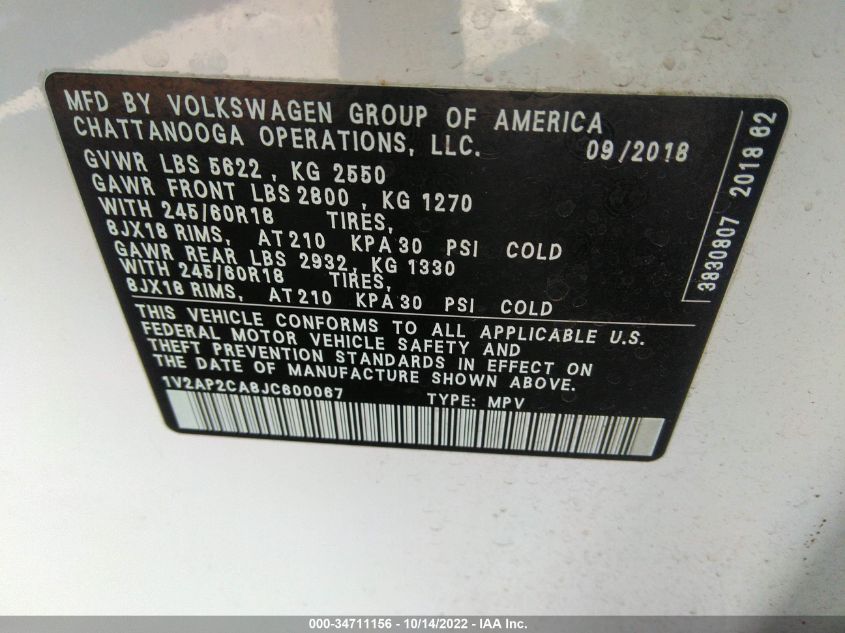 MFD BY VOLKSWAGEN GROUP OF AMERICA
CHATTANOOGA OPERATIONS, LLC. 09/2018
GVWR LBS 5622 , KG 2550
GAWR FRONT LBS 2800 , KG 1270
WITH 245/60R18 TIRES,
8JX18 RIMS, AT 210 KPA 30 PSI COLD
GAWR REAR LBS 2932, KG 1330
WITH 245/60R18 TIRES,
8JX18 RIMS, AT 210 KPA 30 PSI COLD
THIS VEHICLE CONFORMS TO ALL APPLICABLE U.S.
FEDERAL MOTOR VEHICLE SAFETY AND
THEFT PREVENTION STANDARDS IN EFFECT ON
THE DATE OF MANUFACTURE SHOWN ABOVE.
1V2AP2CA8JC600067 TYPE: MPV
3830807 2018 62
000-34711156 - 10/14/2022 - IAA Inc.